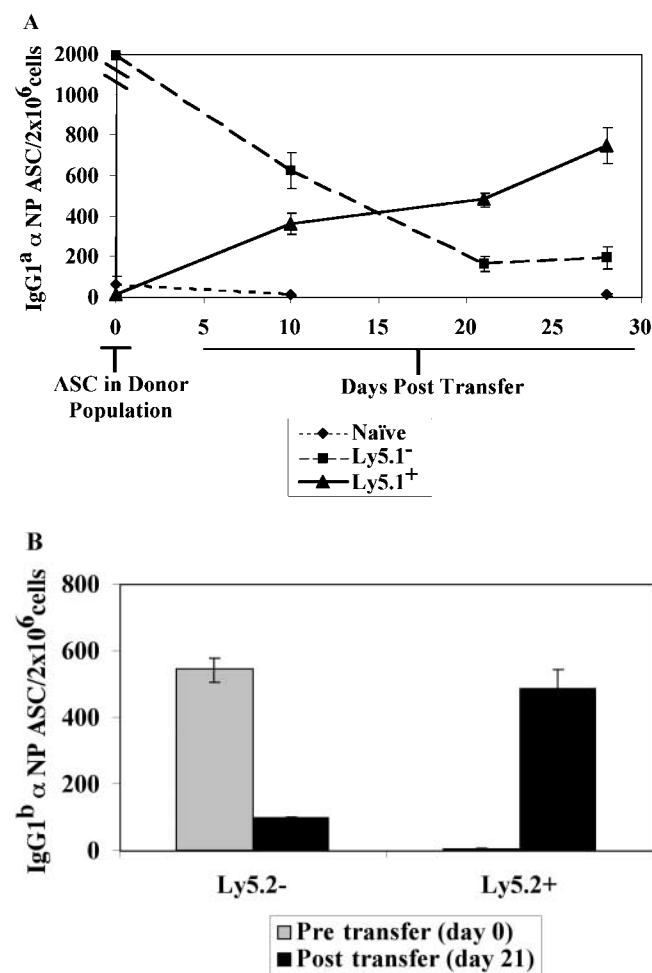 A
IgG1a α NP ASC/2x106cells
2000
1000
800
600
400
200
0
0 5 10 15 20 25 30
ASC in Donor
Population
Days Post Transfer
Naïve
Ly5.1-
Ly5.1+
B
IgG1b α NP ASC/2x106cells
800
600
400
200
0
Ly5.2- Ly5.2+
Pre transfer (day 0)
Post transfer (day 21)